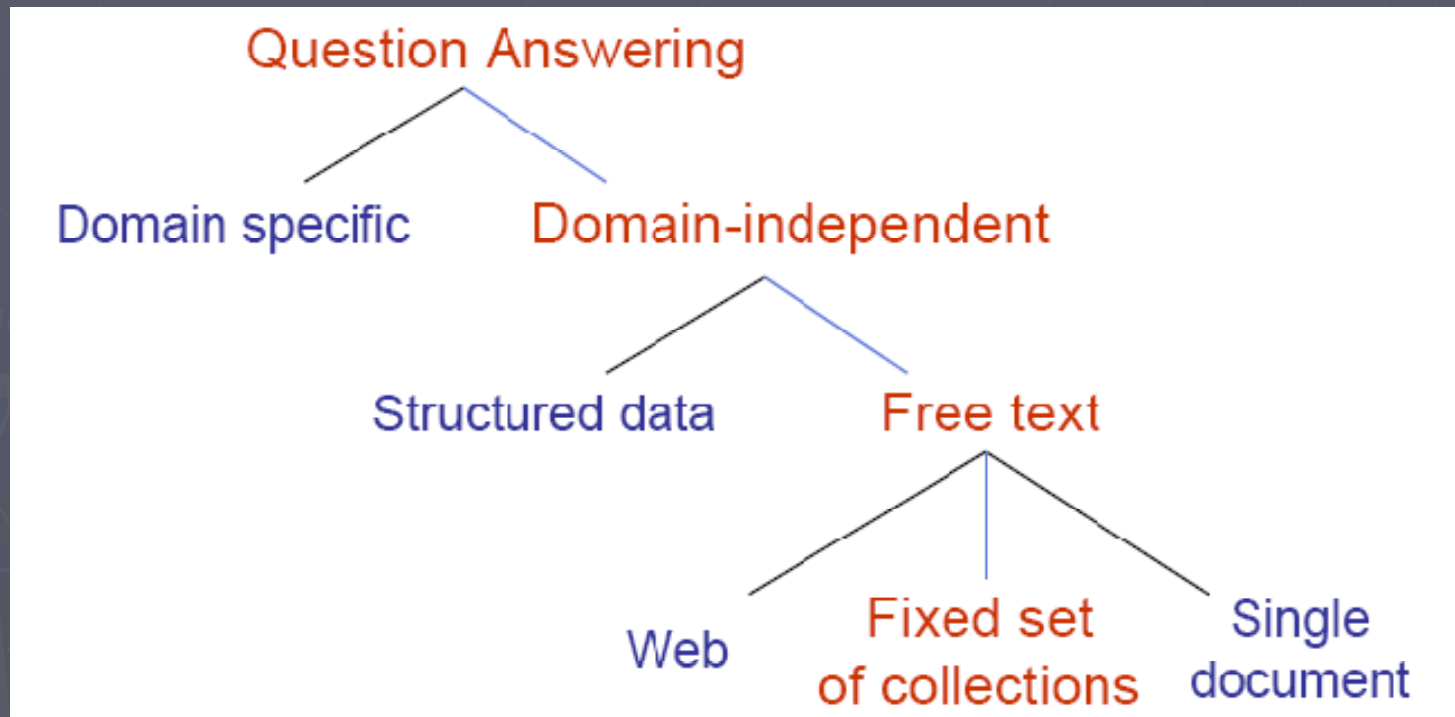 Question Answering
Domain specific
Domain-independent
Structured data
Free text
Web
Fixed set
of collections
Single
document